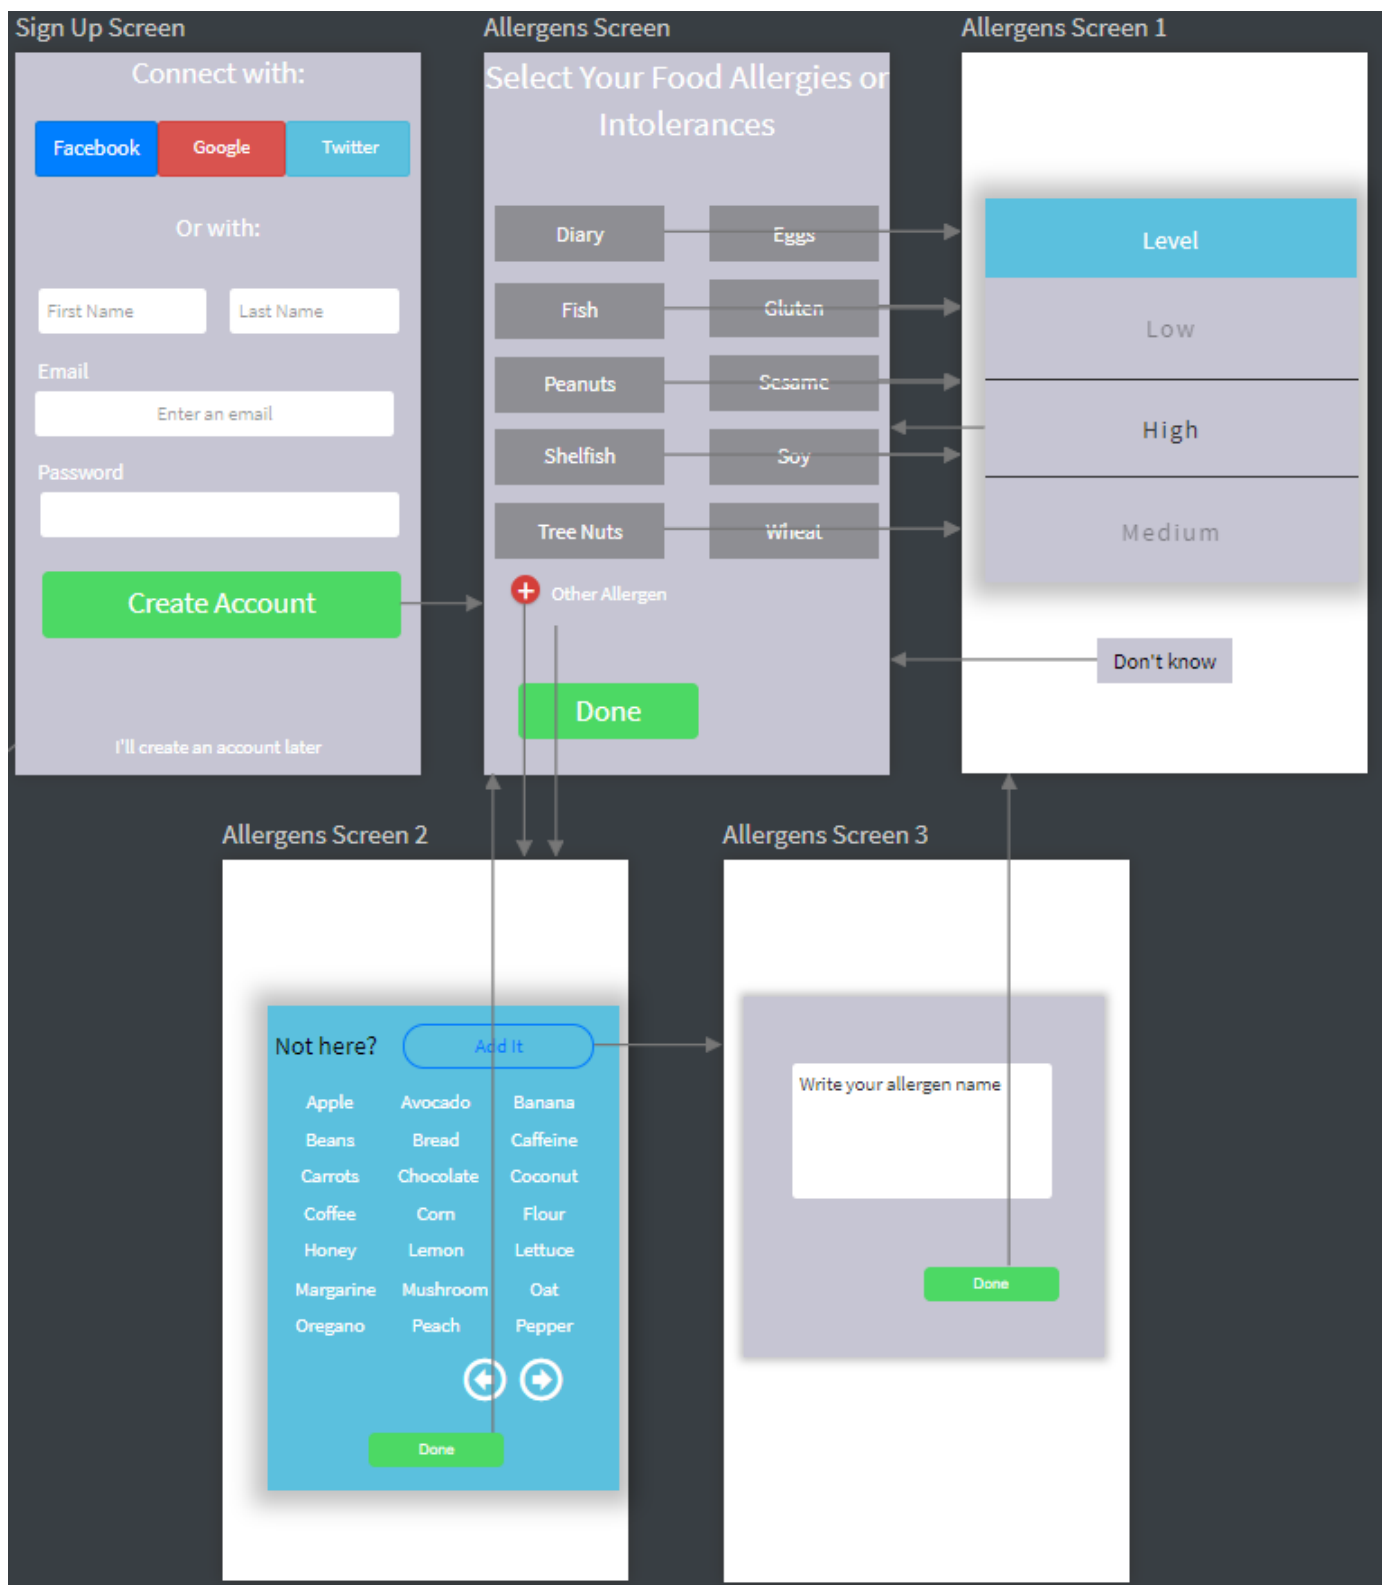 Sign Up Screen
Connect with:
Facebook Google Twitter
Or with:
First Name Last Name
Email
Enter an email
Password
Create Account
I'll create an account later
Allergens Screen
Select Your Food Allergies or
Intolerances
Diary Eggs
Fish Gluten
Peanuts Sesame
Shelfish Soy
Tree Nuts Wheat
Other Allergen
Done
Allergens Screen 1
Level
Low
High
Medium
Don't know
Allergens Screen 2
Not here? Add It
Apple Avocado Banana
Beans Bread Caffeine
Carrots Chocolate Coconut
Coffee Corn Flour
Honey Lemon Lettuce
Margarine Mushroom Oat
Oregano Peach Pepper
Done
Allergens Screen 3
Write your allergen name
Done